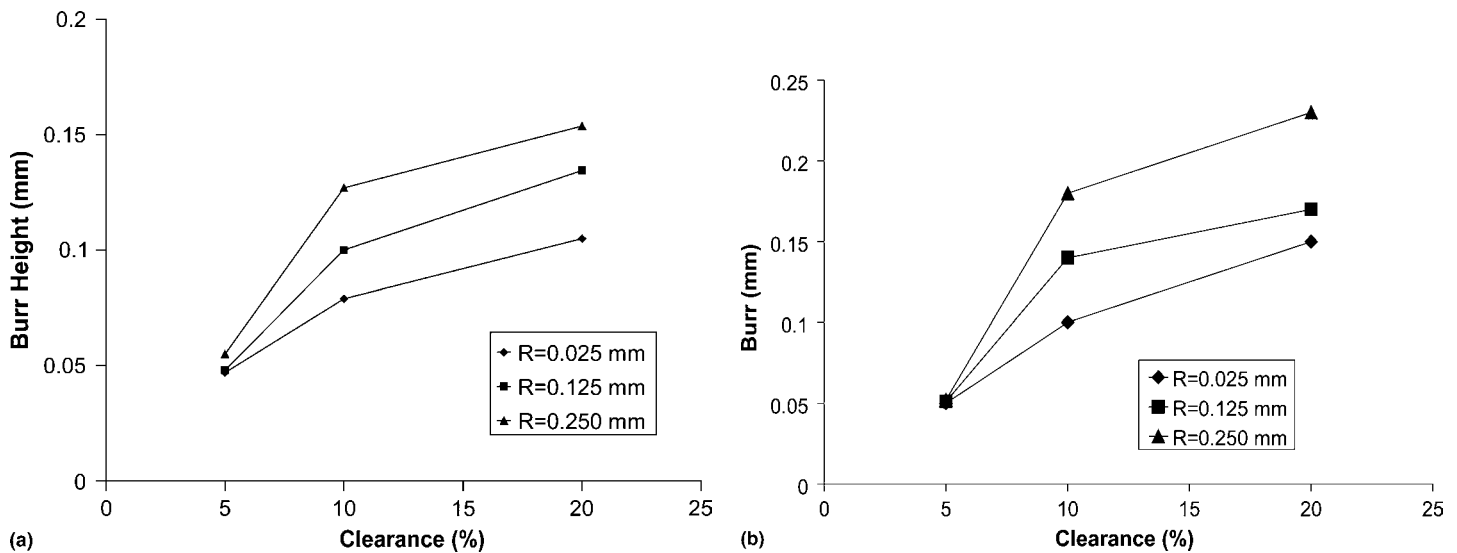 0.2
0.15
0.1
0.05
0
Burr Height (mm)
0 5 10 15 20 25
Clearance (%)
R=0.025 mm
R=0.125 mm
R=0.250 mm
(a)
0.25
0.2
0.15
0.1
0.05
0
Burr (mm)
0 5 10 15 20 25
Clearance (%)
R=0.025 mm
R=0.125 mm
R=0.250 mm
(b)